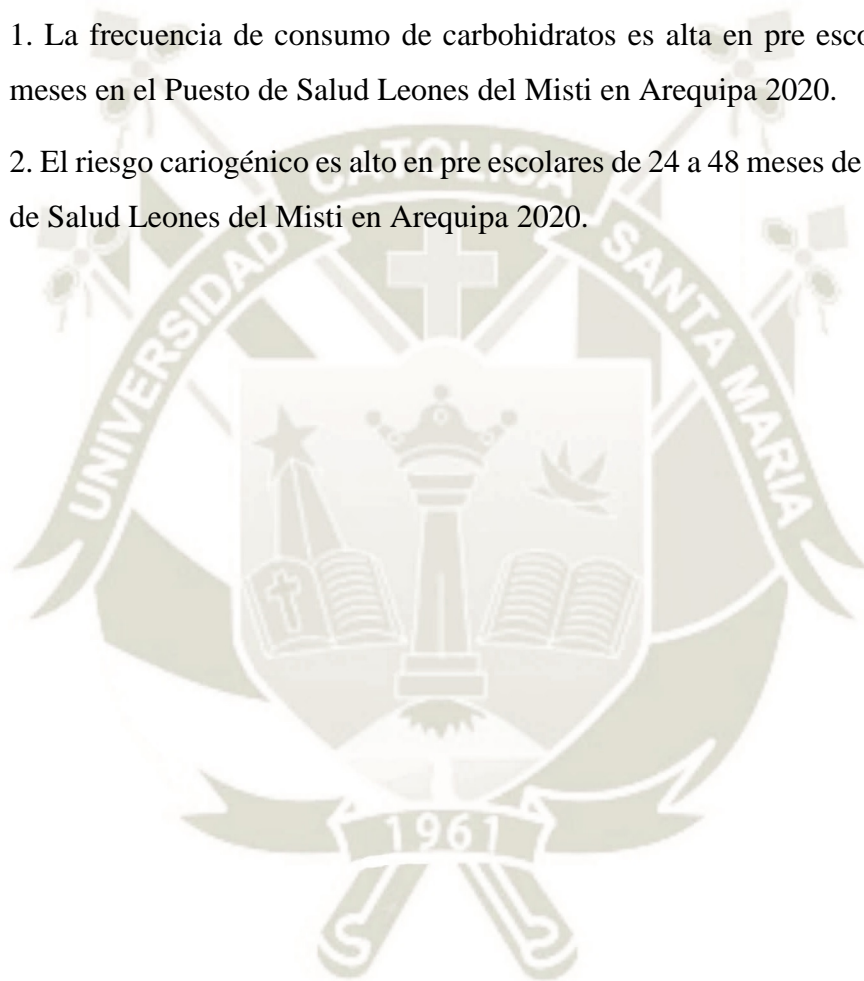 1. La frecuencia de consumo de carbohidratos es alta en pre
meses en el Puesto de Salud Leones del Misti en Arequipa 2020.
2. El riesgo cariogénico es alto en pre escolares de 24 a 48 meses de
de Salud Leones del Misti en Arequipa 2020.
UNIVERSIDAD CATOLICA SANTA MARIA
1961